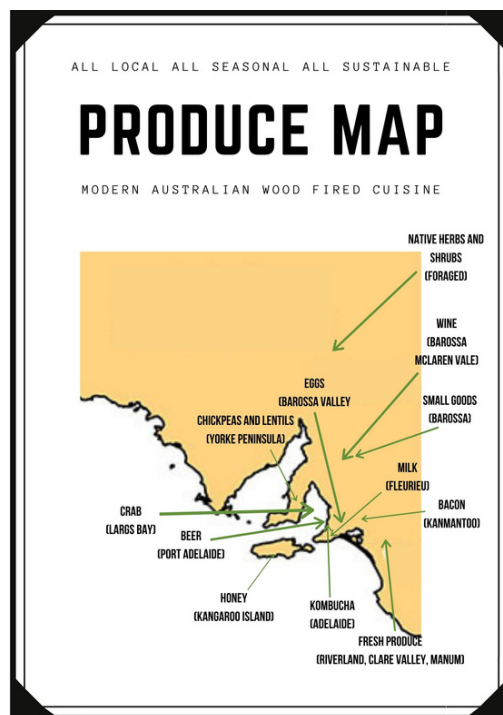 ALL LOCAL ALL SEASONAL ALL SUSTAINABLE
PRODUCE MAP
MODERN AUSTRALIAN WOOD FIRED CUISINE
NATIVE HERBS AND
SHRUBS
(FORAGED)
WINE
(BAROSSA
MCLAREN VALE)
EGGS
(BAROSSA VALLEY
SMALL GOODS
(BAROSSA)
CHICKPEAS AND LENTILS
(YORKE PENINSULA)
MILK
(FLEURIEU)
BACON
(KANMANTOO)
CRAB
(LARGS BAY)
BEER
(PORT ADELAIDE)
HONEY
(KANGAROO ISLAND)
KOMBUCHA
(ADELAIDE)
FRESH PRODUCE
(RIVERLAND, CLARE VALLEY, MANUM)